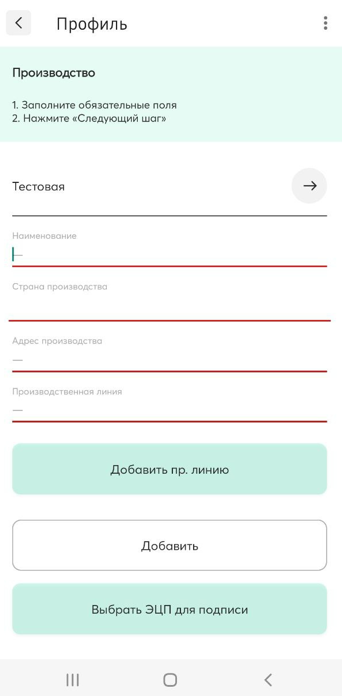 Профиль
Производство
1. Заполните обязательные поля
2. Нажмите «Следующий шаг»
Тестовая
Наименование
—
Страна производства
Адрес производства
—
Производственная линия
—
Добавить пр. линию
Добавить
Выбрать ЭЦП для подписи